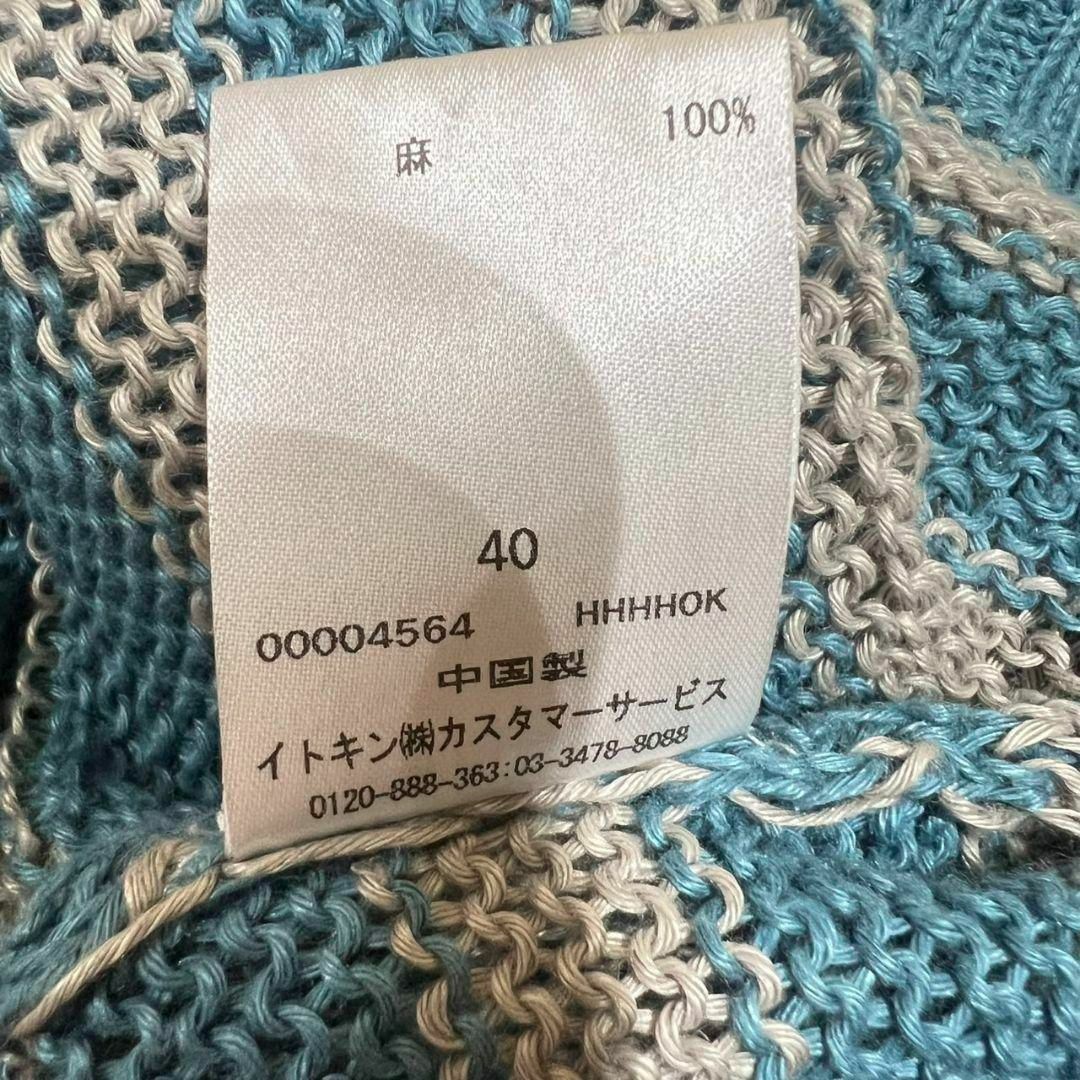 麻 100%
40
00004564 HHHHOK
中国製
イトキン㈱カスタマーサービス
0120-888-363:03-3478-8088